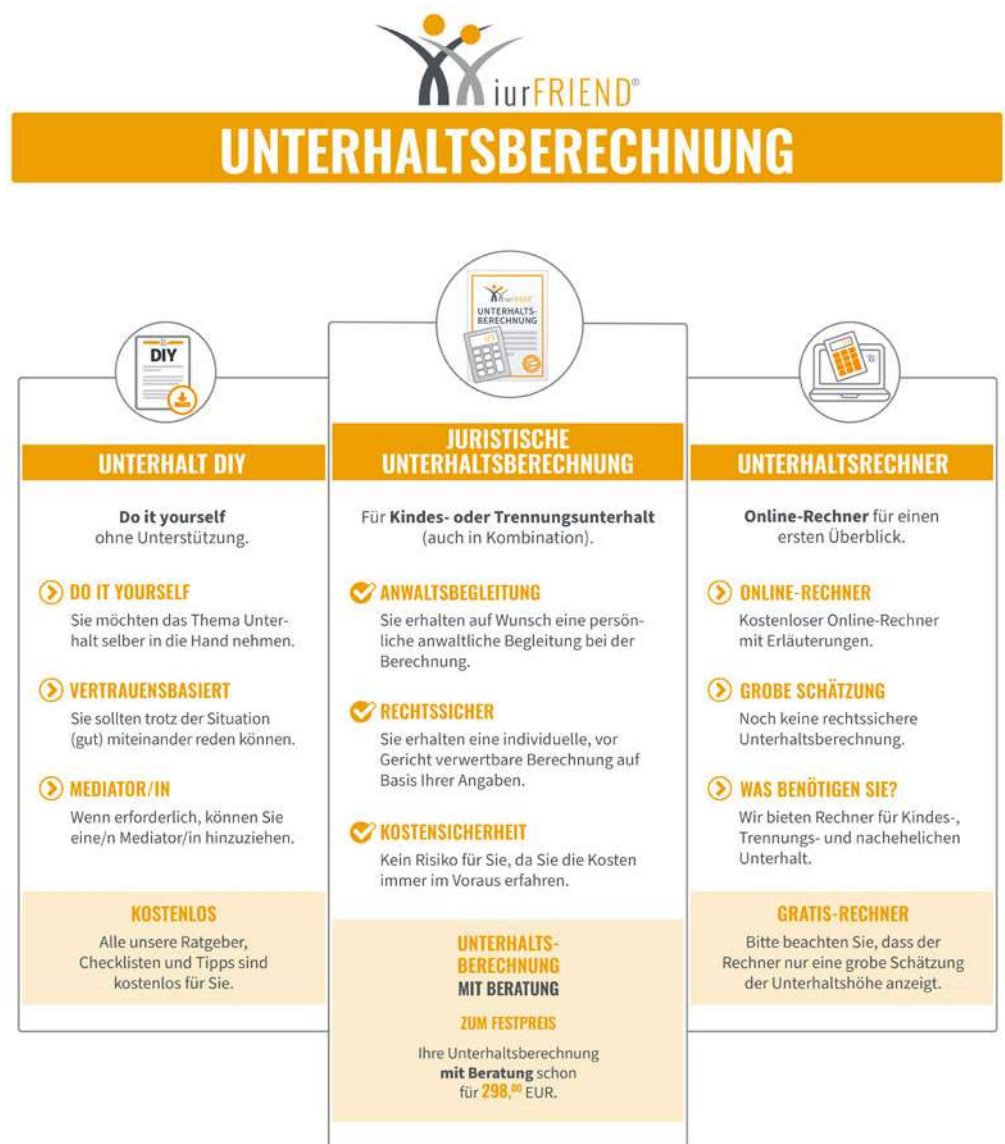 iurFRIEND®
UNTERHALTSBERECHNUNG
DIY
UNTERHALT DIY
Do it yourself
ohne Unterstützung.
DO IT YOURSELF
Sie möchten das Thema Unter-
halt selber in die Hand nehmen.
VERTRAUENSBASIERT
Sie sollten trotz der Situation
(gut) miteinander reden können.
MEDIATOR/IN
Wenn erforderlich, können Sie
eine/n Mediator/in hinzuziehen.
KOSTENLOS
Alle unsere Ratgeber,
Checklisten und Tipps sind
kostenlos für Sie.
iurFRIEND
UNTERHALTS-
BERECHNUNG
JURISTISCHE
UNTERHALTSBERECHNUNG
Für Kindes- oder Trennungsunterhalt
(auch in Kombination).
ANWALTSBEGLEITUNG
Sie erhalten auf Wunsch eine persön-
liche anwaltliche Begleitung bei der
Berechnung.
RECHTSSICHER
Sie erhalten eine individuelle, vor
Gericht verwertbare Berechnung auf
Basis Ihrer Angaben.
KOSTENSICHERHEIT
Kein Risiko für Sie, da Sie die Kosten
immer im Voraus erfahren.
UNTERHALTS-
BERECHNUNG
MIT BERATUNG
ZUM FESTPREIS
Ihre Unterhaltsberechnung
mit Beratung schon
für 298,00 EUR.
UNTERHALTSRECHNER
Online-Rechner für einen
ersten Überblick.
ONLINE-RECHNER
Kostenloser Online-Rechner
mit Erläuterungen.
GROBE SCHÄTZUNG
Noch keine rechtssichere
Unterhaltsberechnung.
WAS BENÖTIGEN SIE?
Wir bieten Rechner für Kindes-,
Trennungs- und nachehelichen
Unterhalt.
GRATIS-RECHNER
Bitte beachten Sie, dass der
Rechner nur eine grobe Schätzung
der Unterhaltshöhe anzeigt.